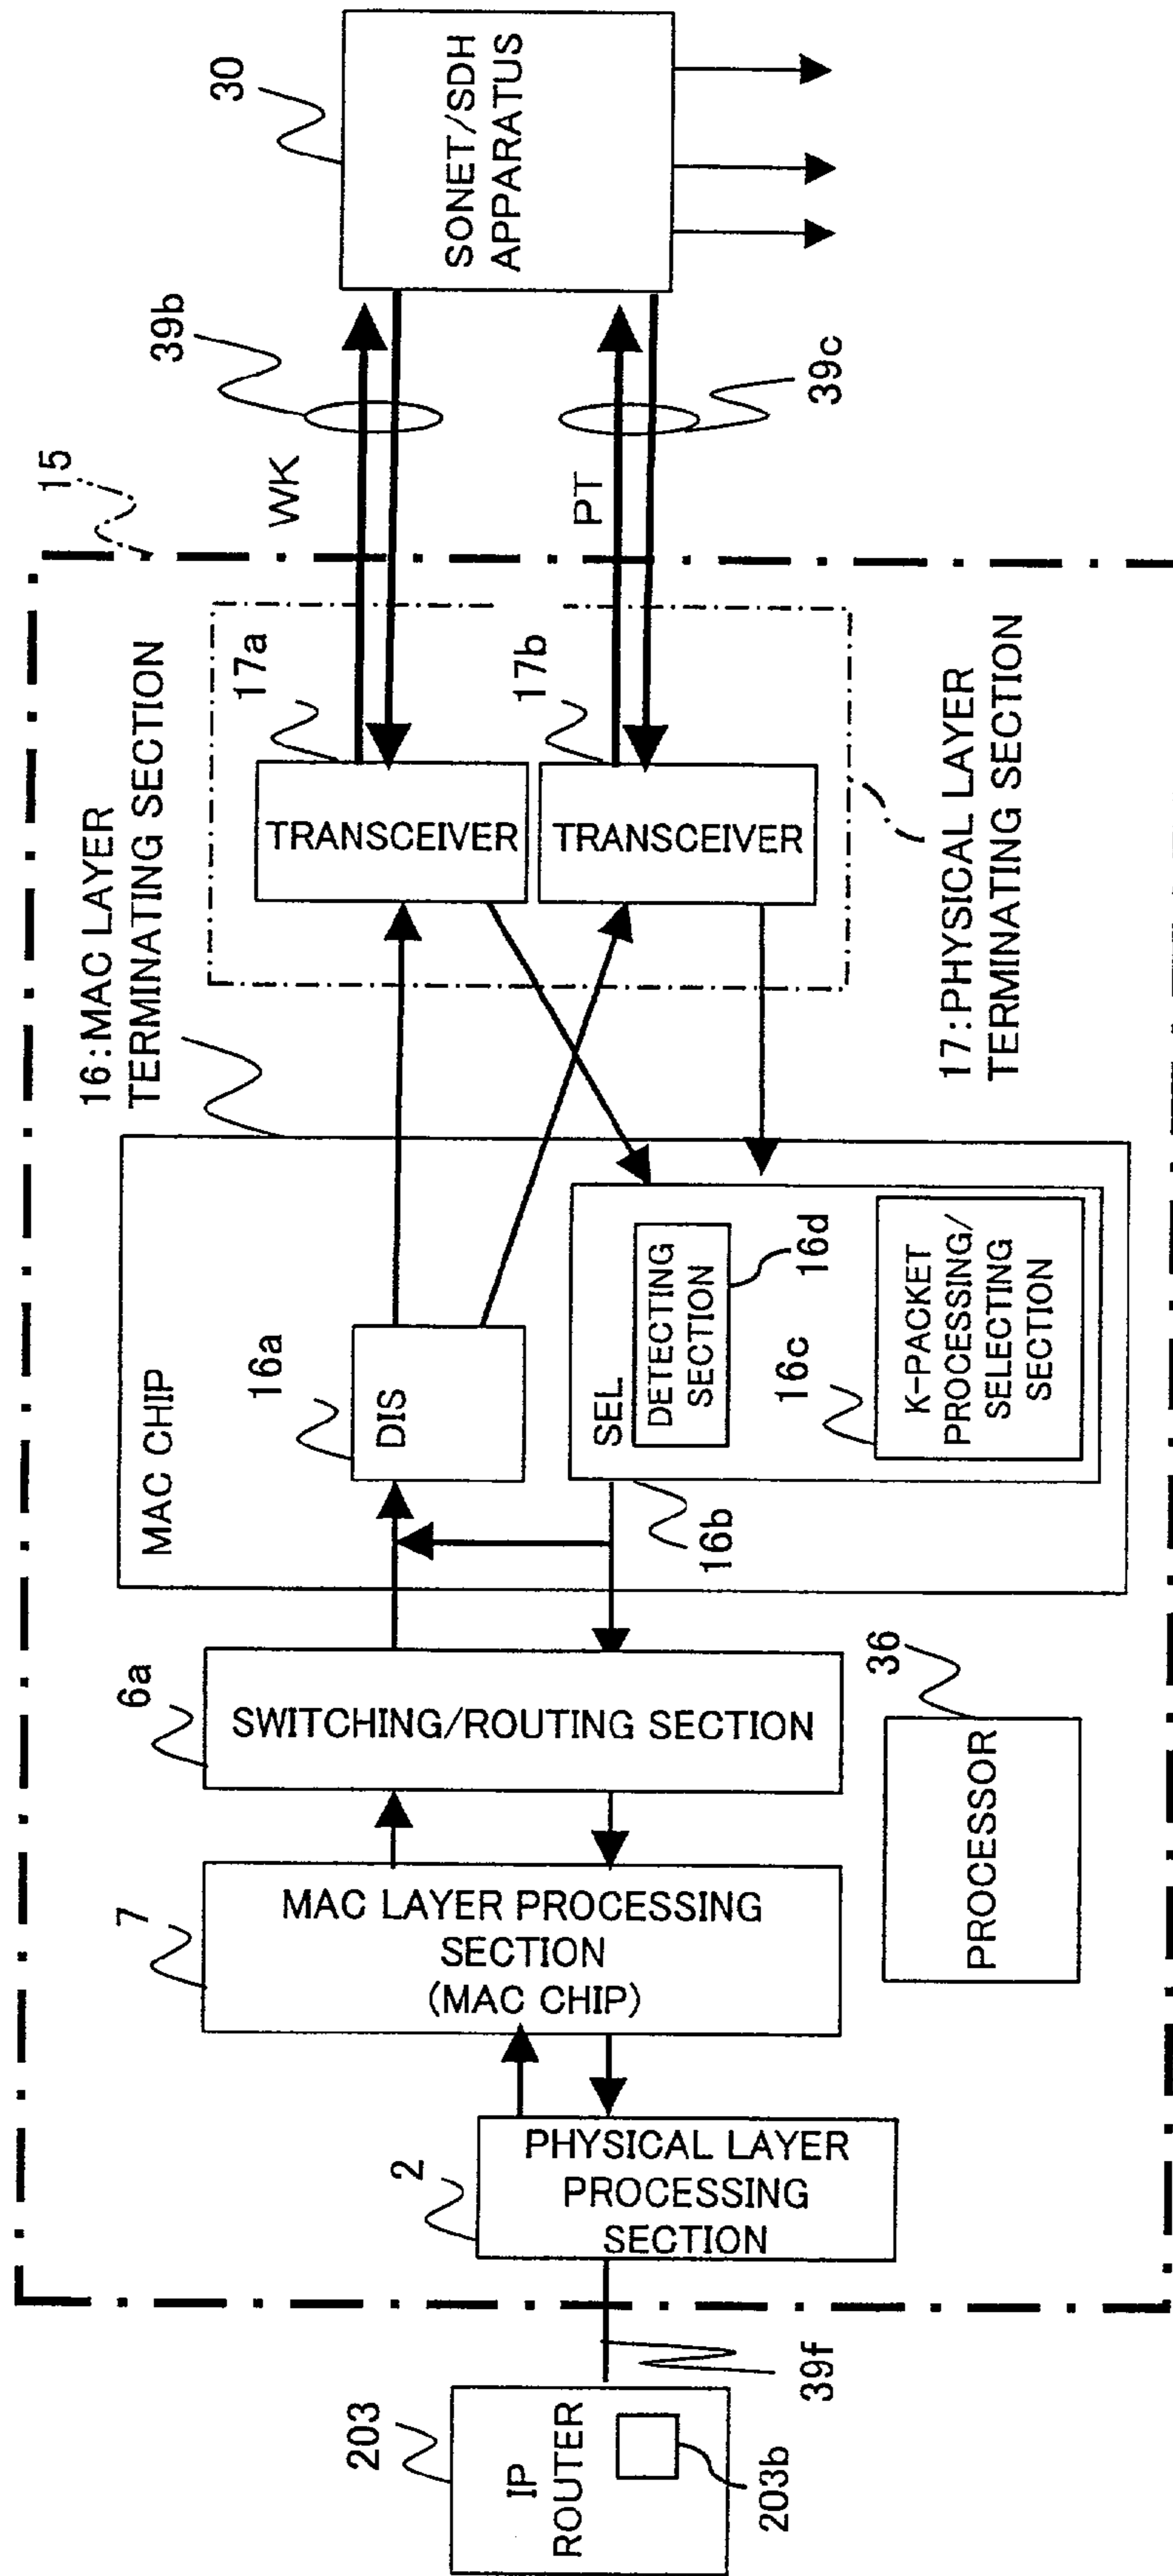 203
IP
ROUTER
203b
39f
15
2
PHYSICAL LAYER
PROCESSING
SECTION
7
MAC LAYER PROCESSING
SECTION
(MAC CHIP)
6a
SWITCHING/ROUTING SECTION
36
PROCESSOR
16:MAC LAYER
TERMINATING SECTION
MAC CHIP
16a
DIS
16b
SEL
DETECTING
SECTION
16d
16c
K-PACKET
PROCESSING/
SELECTING
SECTION
17a
TRANSCEIVER
17b
TRANSCEIVER
17:PHYSICAL LAYER
TERMINATING SECTION
WK
39b
PT
39c
30
SONET/SDH
APPARATUS